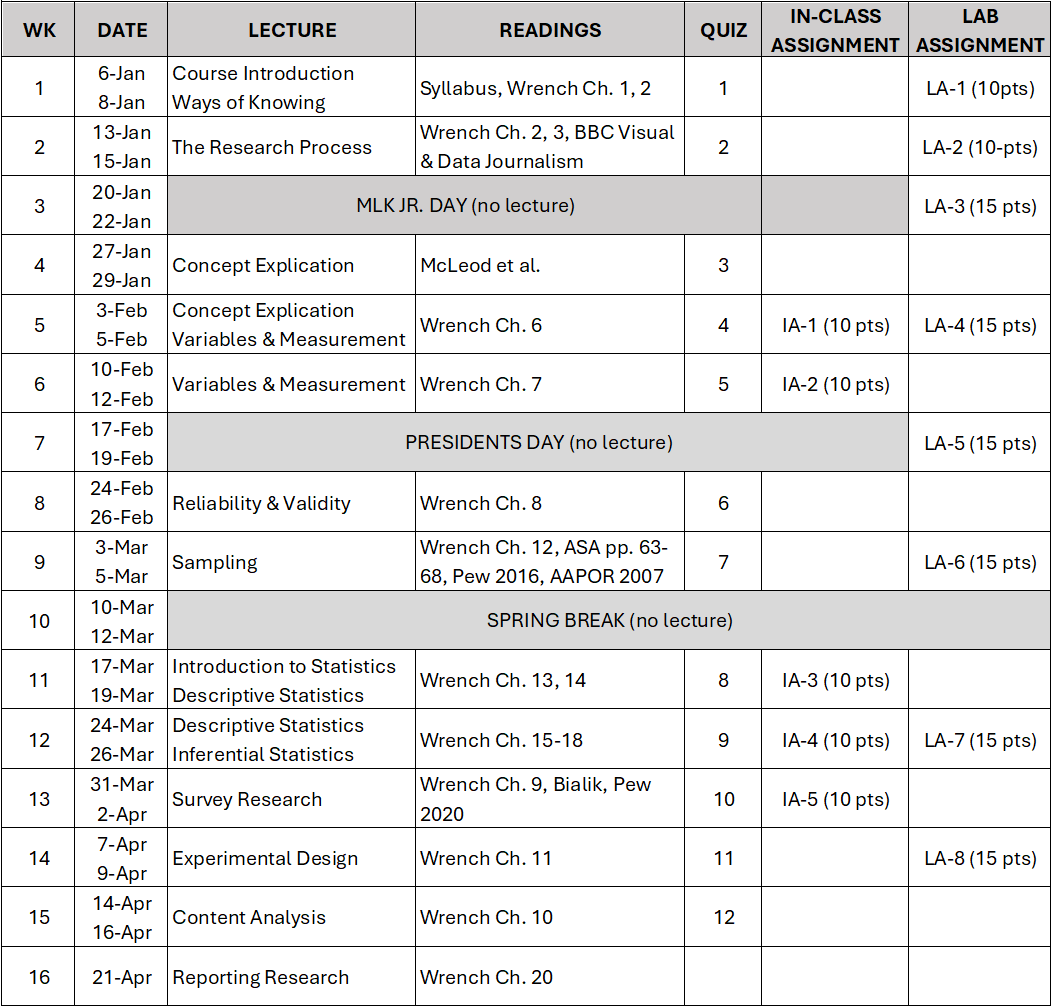 WK DATE LECTURE READINGS QUIZ IN-CLASS ASSIGNMENT LAB ASSIGNMENT
1 6-Jan 8-Jan Course Introduction Ways of Knowing Syllabus, Wrench Ch. 1, 2 1 LA-1 (10pts)
2 13-Jan 15-Jan The Research Process Wrench Ch. 2, 3, BBC Visual & Data Journalism 2 LA-2 (10-pts)
3 20-Jan 22-Jan MLK JR. DAY (no lecture) LA-3 (15 pts)
4 27-Jan 29-Jan Concept Explication McLeod et al. 3
5 3-Feb 5-Feb Concept Explication Variables & Measurement Wrench Ch. 6 4 IA-1 (10 pts) LA-4 (15 pts)
6 10-Feb 12-Feb Variables & Measurement Wrench Ch. 7 5 IA-2 (10 pts)
7 17-Feb 19-Feb PRESIDENTS DAY (no lecture) LA-5 (15 pts)
8 24-Feb 26-Feb Reliability & Validity Wrench Ch. 8 6
9 3-Mar 5-Mar Sampling Wrench Ch. 12, ASA pp. 63-68, Pew 2016, AAPOR 2007 7 LA-6 (15 pts)
10 10-Mar 12-Mar SPRING BREAK (no lecture)
11 17-Mar 19-Mar Introduction to Statistics Descriptive Statistics Wrench Ch. 13, 14 8 IA-3 (10 pts)
12 24-Mar 26-Mar Descriptive Statistics Inferential Statistics Wrench Ch. 15-18 9 IA-4 (10 pts) LA-7 (15 pts)
13 31-Mar 2-Apr Survey Research Wrench Ch. 9, Bialik, Pew 2020 10 IA-5 (10 pts)
14 7-Apr 9-Apr Experimental Design Wrench Ch. 11 11 LA-8 (15 pts)
15 14-Apr 16-Apr Content Analysis Wrench Ch. 10 12
16 21-Apr Reporting Research Wrench Ch. 20